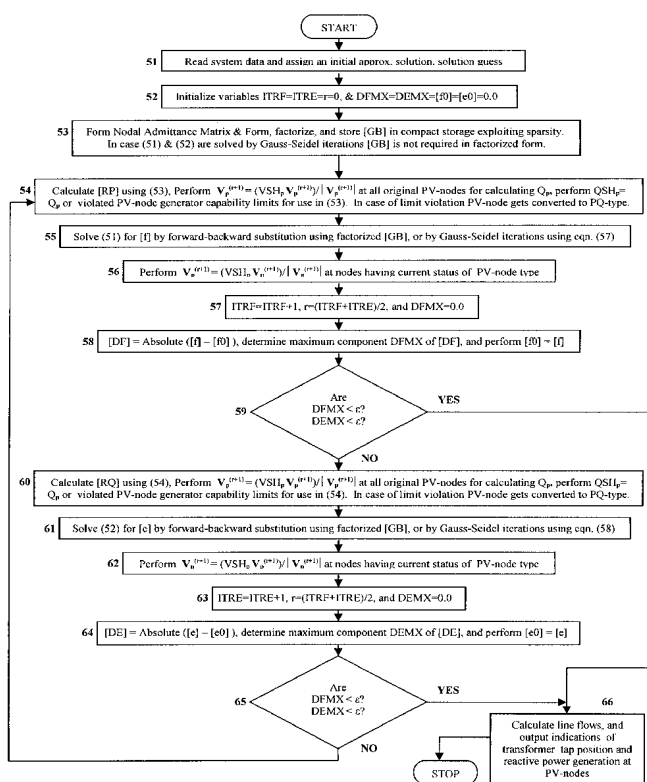 START
51
Read system data and assign an initial approx. solution, solution guess
52
Initialize variables ITRF=ITRE=r=0, & DFMX=DEMX=[f0]=[e0]=0.0
53
Form Nodal Admittance Matrix & Form, factorize, and store [GB] in compact storage exploiting sparsity.
In case (51) & (52) are solved by Gauss-Seidel iterations [GB] is not required in factorized form.
54
Calculate [RP] using (53), Perform Vp^(r+1) = (VSHp Vp^(r+1))/| Vp^(r+1)| at all original PV-nodes for calculating Qp, perform QSHp=
Qp or violated PV-node generator capability limits for use in (53). In case of limit violation PV-node gets converted to PQ-type.
55
Solve (51) for [f] by forward-backward substitution using factorized [GB], or by Gauss-Seidel iterations using eqn. (57)
56
Perform Vn^(r+1) = (VSHn Vn^(r+1))/| Vn^(r+1)| at nodes having current status of PV-node type
57
ITRF=ITRF+1, r=(ITRF+ITRE)/2, and DFMX=0.0
58
[DF] = Absolute ([f] – [f0] ), determine maximum component DFMX of [DF], and perform [f0] = [f]
59
Are
DFMX < ε?
DEMX < ε?
YES
NO
60
Calculate [RQ] using (54), Perform Vp^(r+1) = (VSHp Vp^(r+1))/| Vp^(r+1)| at all original PV-nodes for calculating Qp, perform QSHp=
Qp or violated PV-node generator capability limits for use in (54). In case of limit violation PV-node gets converted to PQ-type.
61
Solve (52) for [e] by forward-backward substitution using factorized [GB], or by Gauss-Seidel iterations using eqn. (58)
62
Perform Vn^(r+1) = (VSHn Vn^(r+1))/| Vn^(r+1)| at nodes having current status of PV-node type
63
ITRE=ITRE+1, r=(ITRF+ITRE)/2, and DEMX=0.0
64
[DE] = Absolute ([e] – [e0] ), determine maximum component DEMX of [DE], and perform [e0] = [e]
65
Are
DFMX < ε?
DEMX < ε?
YES
NO
66
Calculate line flows, and
output indications of
transformer tap position and
reactive power generation at
PV-nodes
STOP